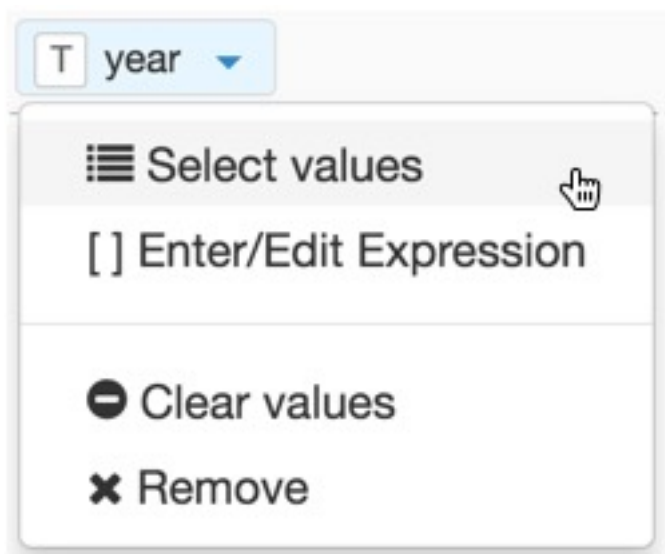 T year
Select values
[ ] Enter/Edit Expression
Clear values
Remove